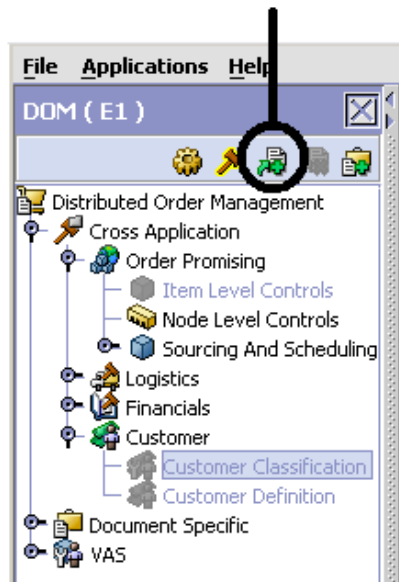 File Applications Help
DOM ( E1 )
Distributed Order Management
Cross Application
Order Promising
Item Level Controls
Node Level Controls
Sourcing And Scheduling
Logistics
Financials
Customer
Customer Classification
Customer Definition
Document Specific
VAS